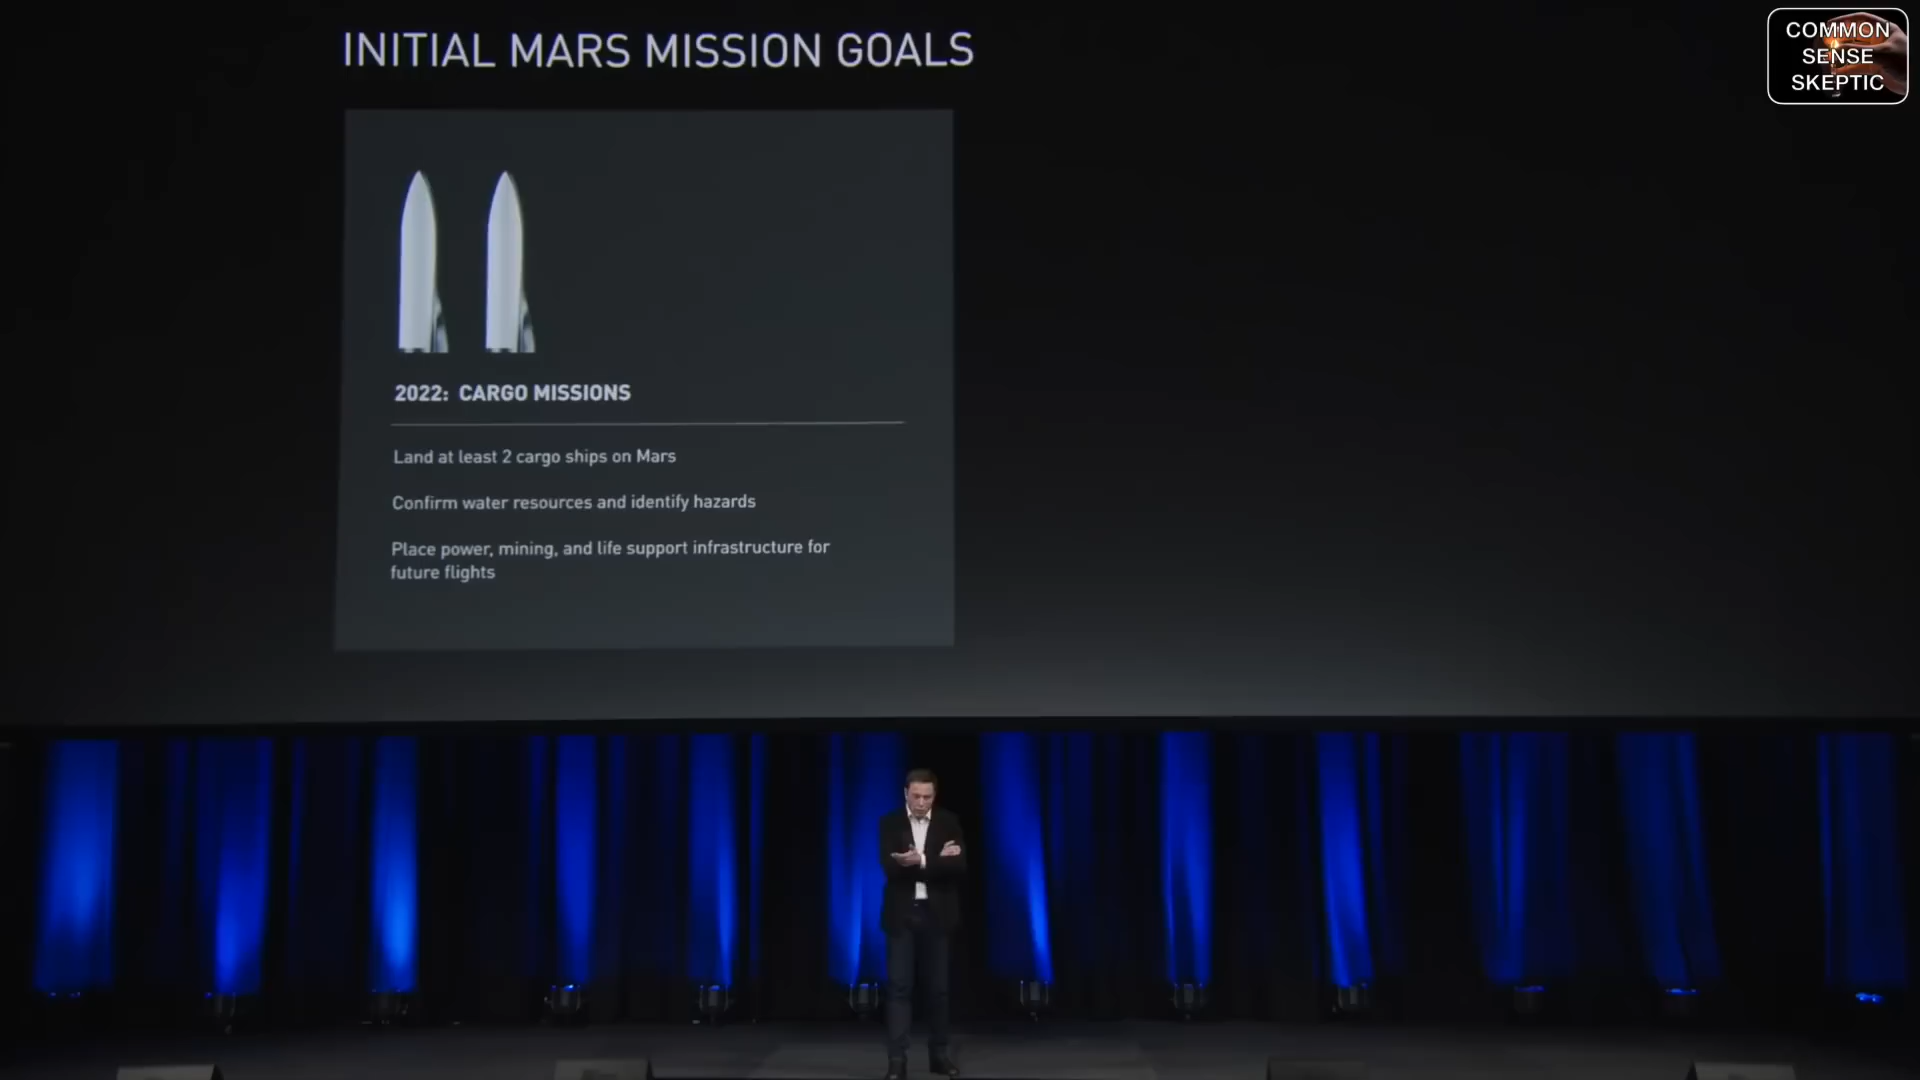 INITIAL MARS MISSION GOALS
COMMON
SENSE
SKEPTIC
2022: CARGO MISSIONS
Land at least 2 cargo ships on Mars
Confirm water resources and identify hazards
Place power, mining, and life support infrastructure for
future flights